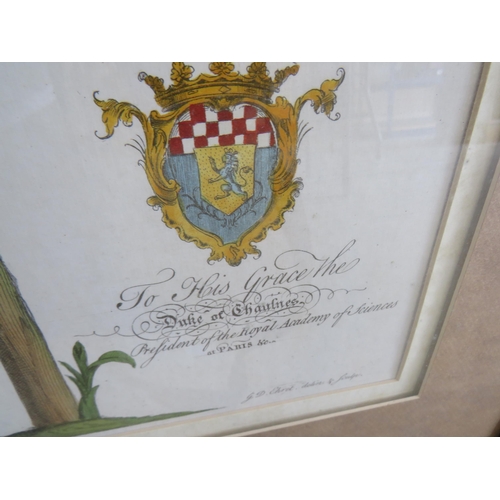 To His Grace The
Duke of Chaulnes
President of the Royal Academy of Sciences
at PARIS &c.
J. D.